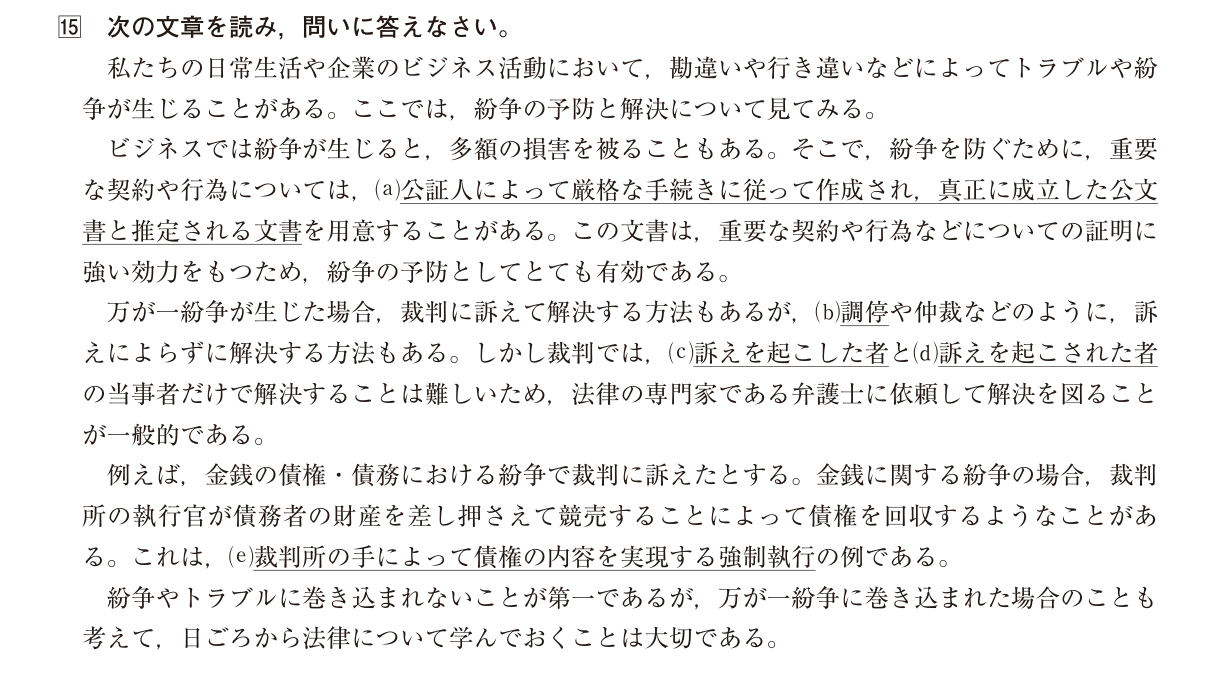 15 次の文章を読み，問いに答えなさい。
私たちの日常生活や企業のビジネス活動において，勘違いや行き違いなどによってトラブルや紛
争が生じることがある。ここでは，紛争の予防と解決について見てみる。
ビジネスでは紛争が生じると，多額の損害を被ることもある。そこで，紛争を防ぐために，重要
な契約や行為については，(a)公証人によって厳格な手続きに従って作成され，真正に成立した公文
書と推定される文書を用意することがある。この文書は，重要な契約や行為などについての証明に
強い効力をもつため，紛争の予防としてとても有効である。
万が一紛争が生じた場合，裁判に訴えて解決する方法もあるが，(b)調停や仲裁などのように，訴
えによらずに解決する方法もある。しかし裁判では，(c)訴えを起こした者と(d)訴えを起こされた者
の当事者だけで解決することは難しいため，法律の専門家である弁護士に依頼して解決を図ること
が一般的である。
例えば，金銭の債権・債務における紛争で裁判に訴えたとする。金銭に関する紛争の場合，裁判
所の執行官が債務者の財産を差し押さえて競売することによって債権を回収するようなことがあ
る。これは，(e)裁判所の手によって債権の内容を実現する強制執行の例である。
紛争やトラブルに巻き込まれないことが第一であるが，万が一紛争に巻き込まれた場合のことも
考えて，日ごろから法律について学んでおくことは大切である。